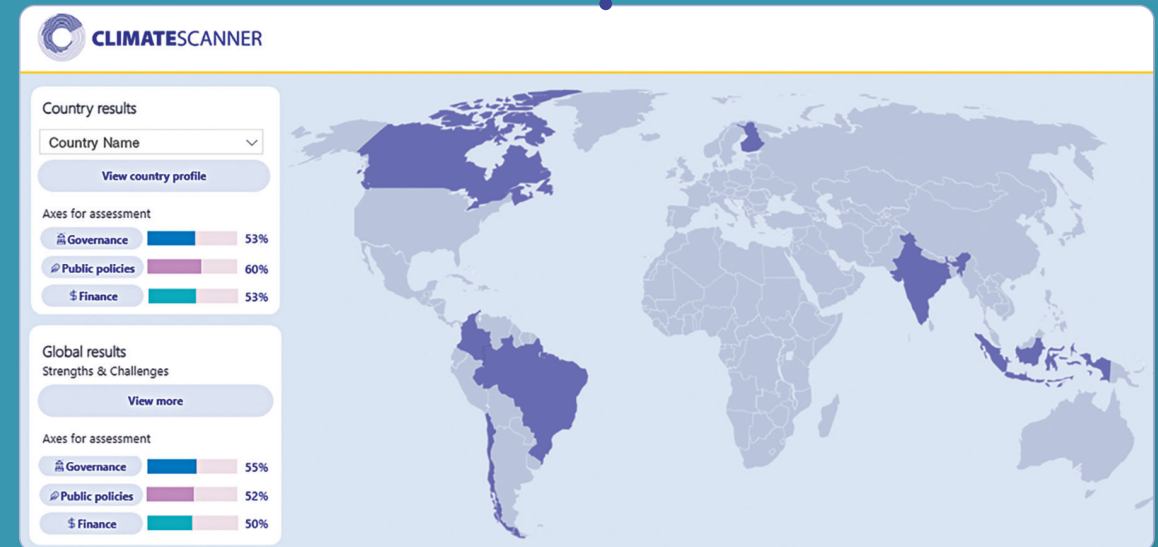 CLIMATESCANNER
Country results
Country Name
View country profile
Axes for assessment
Governance 53%
Public policies 60%
$ Finance 53%
Global results
Strengths & Challenges
View more
Axes for assessment
Governance 55%
Public policies 52%
$ Finance 50%